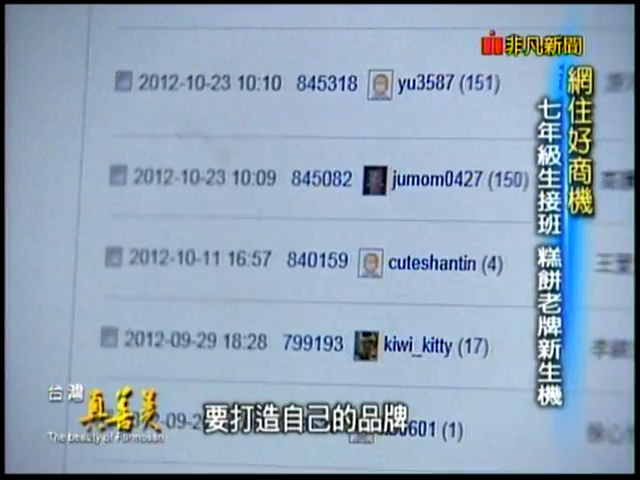 非凡新聞
網住好商機
七年級生接班 糕餅老牌新生機
2012-10-23 10:10 845318 yu3587 (151)
2012-10-23 10:09 845082 jumom0427 (150)
2012-10-11 16:57 840159 cuteshantin (4)
王
2012-09-29 18:28 799193 kiwi_kitty (17)
李
601 (1)
台灣
真善美
The beauty of Formosan
要打造自己的品牌